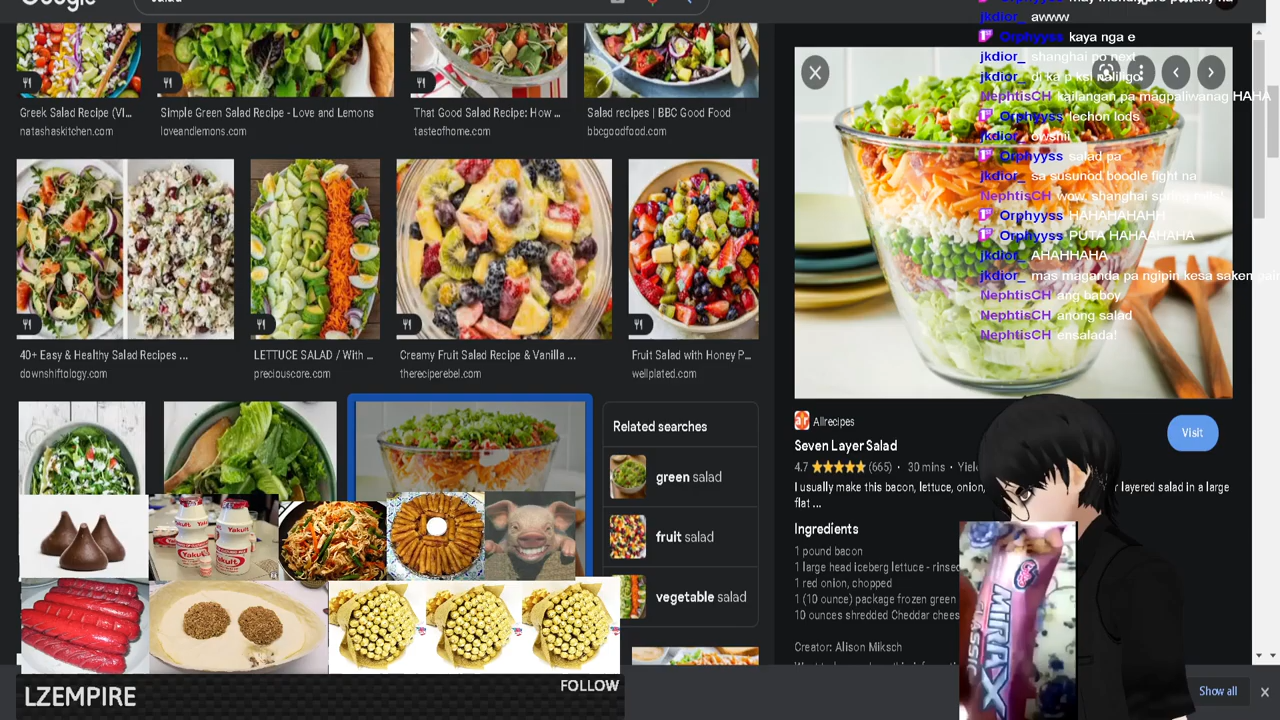 Google
salad
Greek Salad Recipe (VI...
natashaskitchen.com
Simple Green Salad Recipe - Love and Lemons
loveandlemons.com
That Good Salad Recipe: How ...
tasteofhome.com
Salad recipes | BBC Good Food
bbcgoodfood.com
40+ Easy & Healthy Salad Recipes ...
downshiftology.com
LETTUCE SALAD / With ...
preciouscore.com
Creamy Fruit Salad Recipe & Vanilla ...
thereciperebel.com
Fruit Salad with Honey P...
wellplated.com
Related searches
green salad
fruit salad
vegetable salad
jkdior_ awww
Orphyyss kaya nga e
jkdior_ shanghai po next
jkdior_ di ka p ksi naliligo
NephtisCH kailangan pa magpaliwanag HAHA
Orphyyss lechon lods
jkdior_ owshii
Orphyyss salad pa
jkdior_ sa susunod boodle fight na
NephtisCH wow, shanghai spring rolls!
Orphyyss HAHAHAHAHH
Orphyyss PUTA HAHAAHAHA
jkdior_ AHAHHAHA
jkdior_ mas maganda pa ngipin kesa saken
NephtisCH ang baboy
NephtisCH anong salad
NephtisCH ensalada!
Allrecipes
Visit
Seven Layer Salad
4.7 (665) · 30 mins ·
I usually make this bacon, lettuce, onion, layered salad in a large
flat ...
Ingredients
1 pound bacon
1 large head iceberg lettuce - rinsed
1 red onion, chopped
1 (10 ounce) package frozen green
10 ounces shredded Cheddar chees
Creator: Alison Miksch
Yakult
Yakult
CLASSIC
LZEMPIRE
FOLLOW
Show all